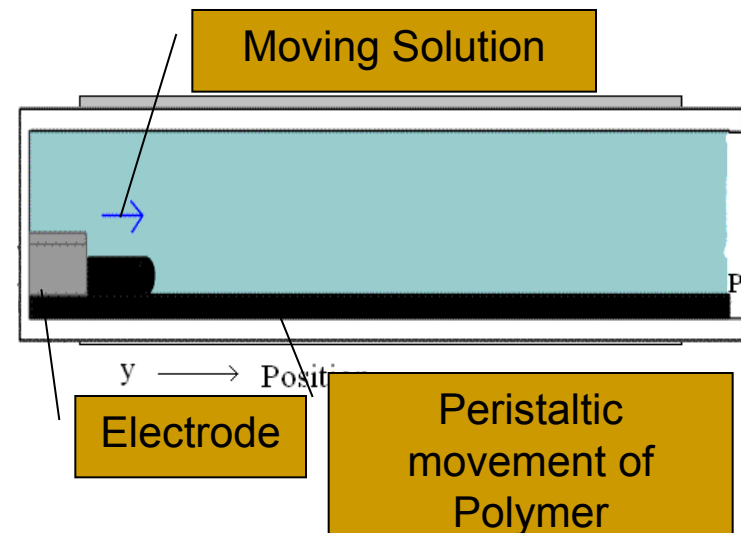 Moving Solution
P
y
Electrode
Peristaltic
movement of
Polymer